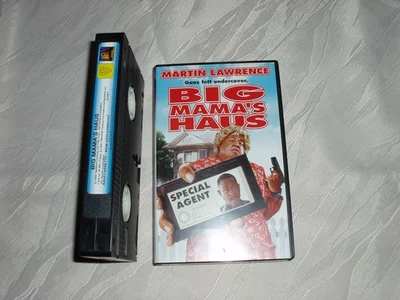 BIG MAMA'S HAUS
MARTIN LAWRENCE
Ganz fett undercover.
BIG
MAMA'S
HAUS
SPECIAL
AGENT